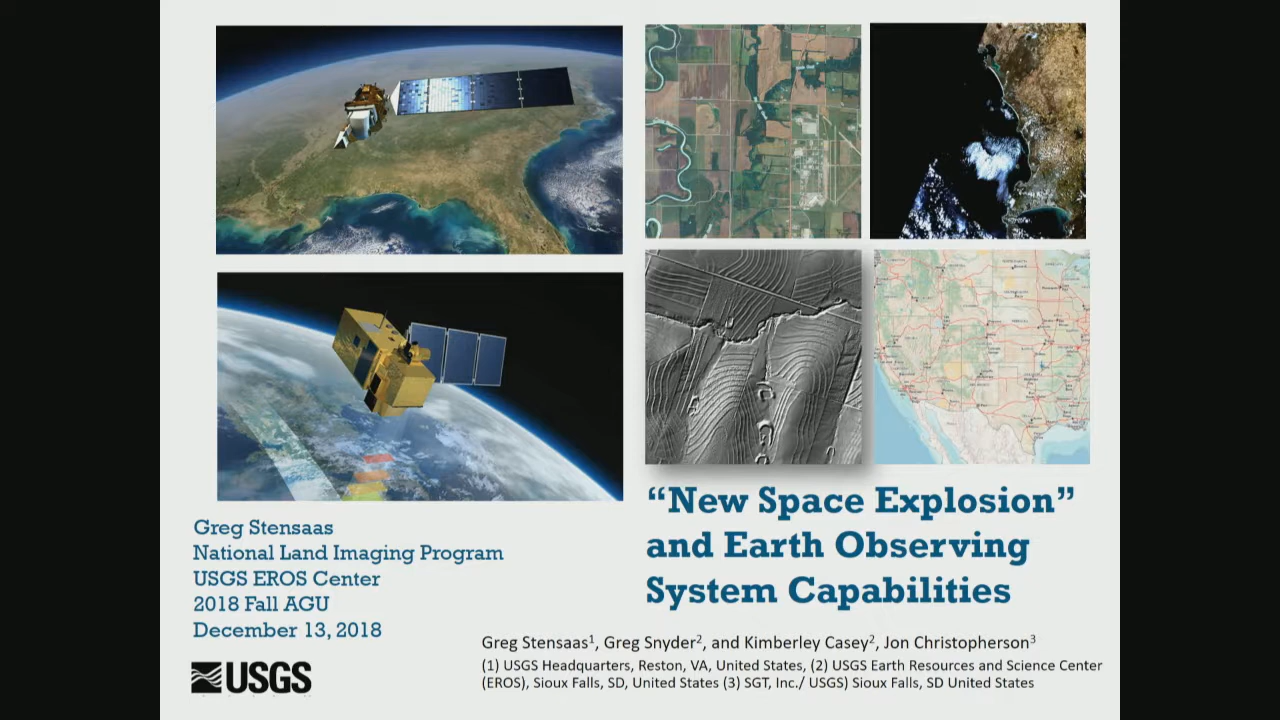 Greg Stensaas
National Land Imaging Program
USGS EROS Center
2018 Fall AGU
December 13, 2018
USGS
“New Space Explosion”
and Earth Observing
System Capabilities
Greg Stensaas1, Greg Snyder2, and Kimberley Casey2, Jon Christopherson3
(1) USGS Headquarters, Reston, VA, United States, (2) USGS Earth Resources and Science Center
(EROS), Sioux Falls, SD, United States (3) SGT, Inc./ USGS) Sioux Falls, SD United States